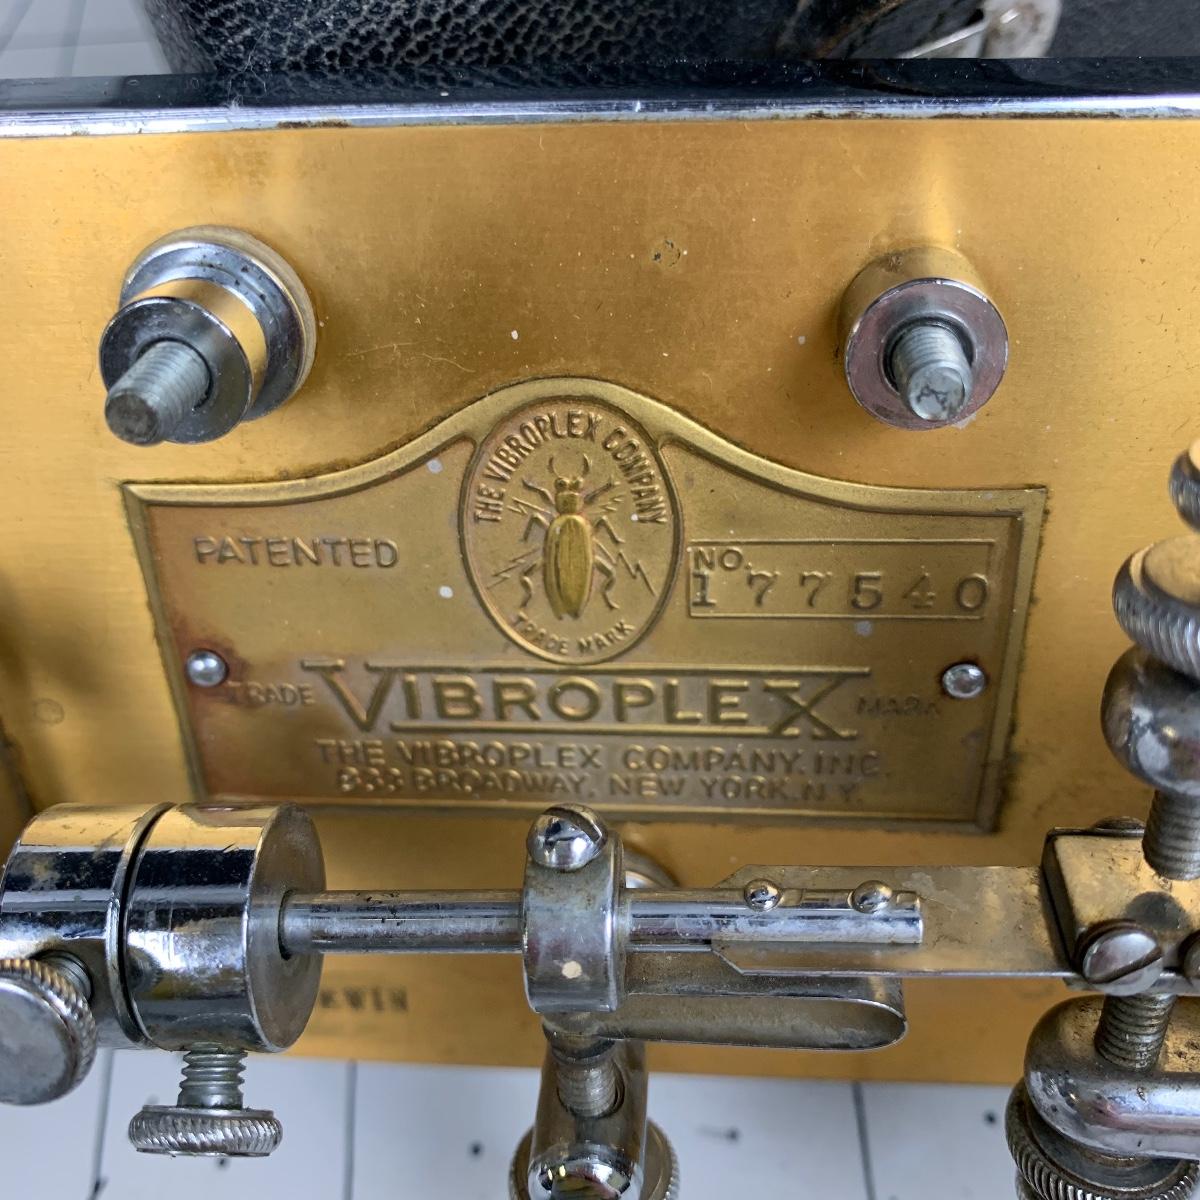 THE VIBROPLEX COMPANY
TRADE MARK
PATENTED
NO.
177540
TRADE VIBROPLEX MARK
THE VIBROPLEX COMPANY, INC.
833 BROADWAY, NEW YORK, N.Y.